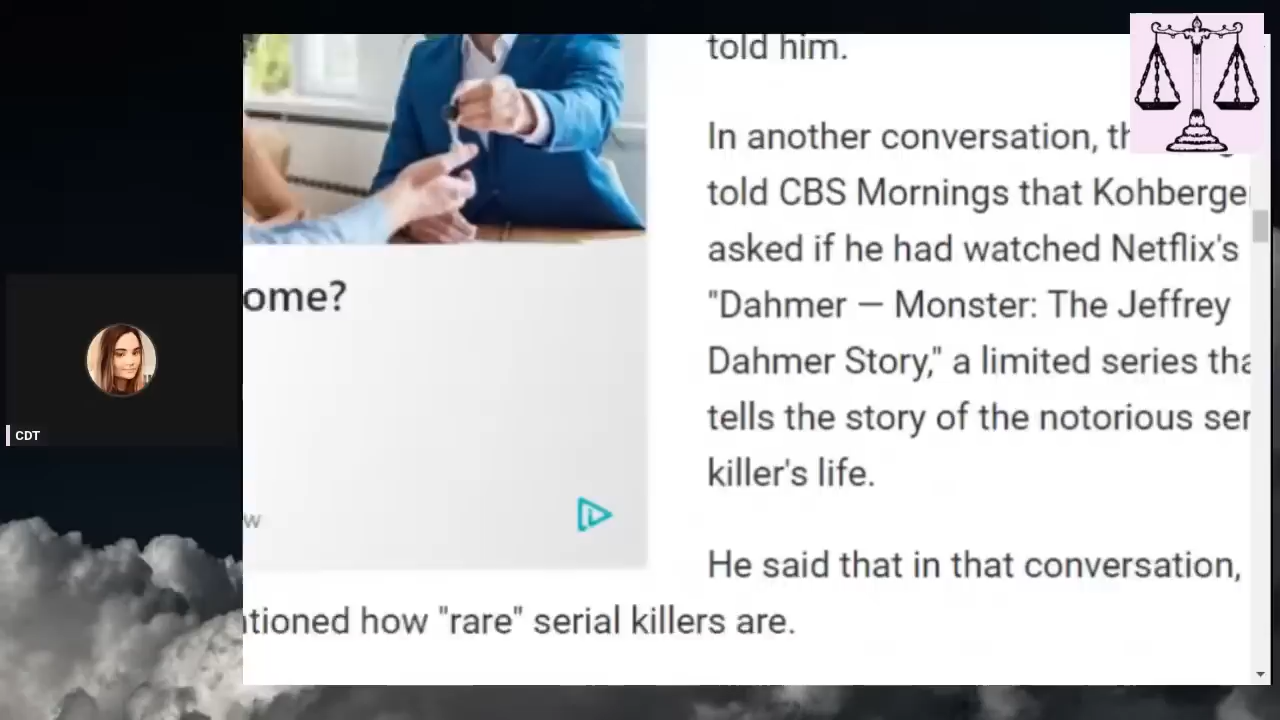 told him.
In another conversation,
told CBS Mornings that Kohberge
asked if he had watched Netflix's
"Dahmer — Monster: The Jeffrey
Dahmer Story," a limited series tha
tells the story of the notorious ser
killer's life.
He said that in that conversation,
ntioned how "rare" serial killers are.
ome?
w
CDT